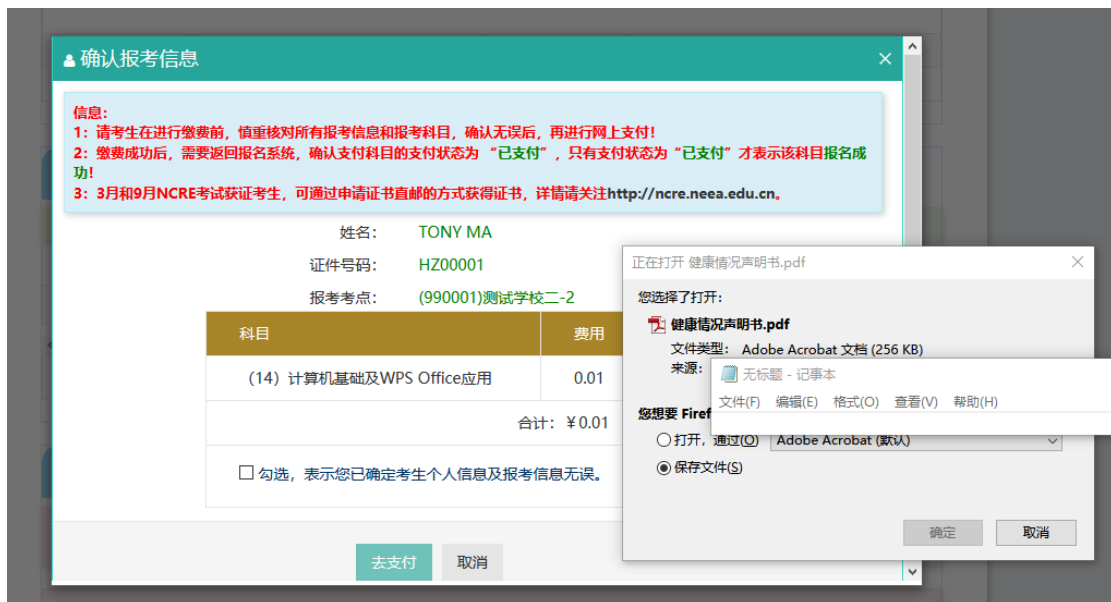 确认报考信息
信息:
1: 请考生在进行缴费前，慎重核对所有报考信息和报考科目，确认无误后，再进行网上支付!
2: 缴费成功后，需要返回报名系统，确认支付科目的支付状态为 “已支付”，只有支付状态为 “已支付” 才表示该科目报名成
功!
3: 3月和9月NCRE考试获证考生，可通过申请证书直邮的方式获得证书，详情请关注http://ncre.neea.edu.cn。
姓名: TONY MA
证件号码: HZ00001
报考考点: (990001)测试学校二-2
科目 费用
(14) 计算机基础及WPS Office应用 0.01
合计: ¥0.01
勾选，表示您已确定考生个人信息及报考信息无误。
去支付 取消
正在打开 健康情况声明书.pdf
您选择了打开:
健康情况声明书.pdf
文件类型: Adobe Acrobat 文档 (256 KB)
来源:
无标题 - 记事本
文件(F) 编辑(E) 格式(O) 查看(V) 帮助(H)
您想要 Firef
打开，通过(O) Adobe Acrobat (默认)
保存文件(S)
确定 取消